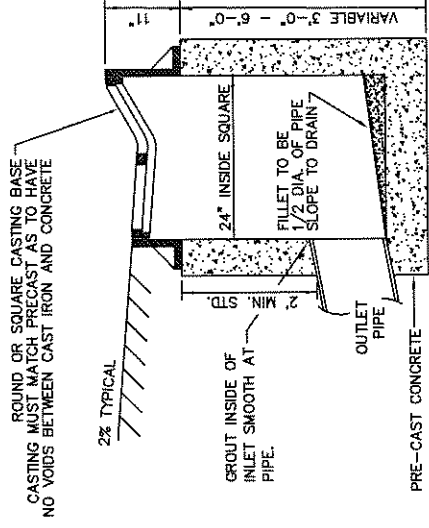 ROUND OR SQUARE CASTING BASE
CASTING MUST MATCH PRECAST AS TO HAVE
NO VOIDS BETWEEN CAST IRON AND CONCRETE
11"
VARIABLE 3'-0" - 6'-0"
2% TYPICAL
24" INSIDE SQUARE
FILLET TO BE
1/2 DIA. OF PIPE
SLOPE TO DRAIN
2' MIN. STD.
GROUT INSIDE OF
INLET SMOOTH AT
PIPE.
OUTLET
PIPE
PRE-CAST CONCRETE